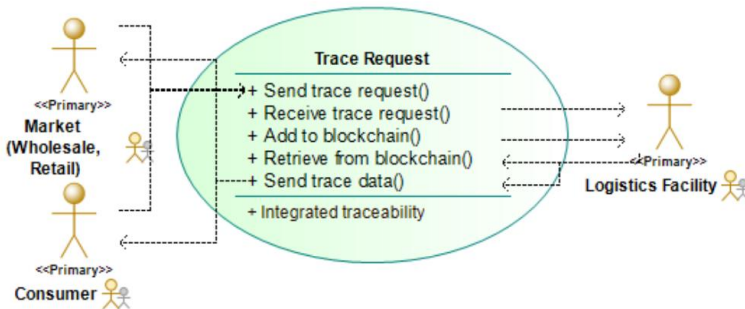 Trace Request
+ Send trace request()
+ Receive trace request()
+ Add to blockchain()
+ Retrieve from blockchain()
+ Send trace data()
+ Integrated traceability
<<Primary>>
Market
(Wholesale,
Retail)
<<Primary>>
Consumer
<<Primary>>
Logistics Facility